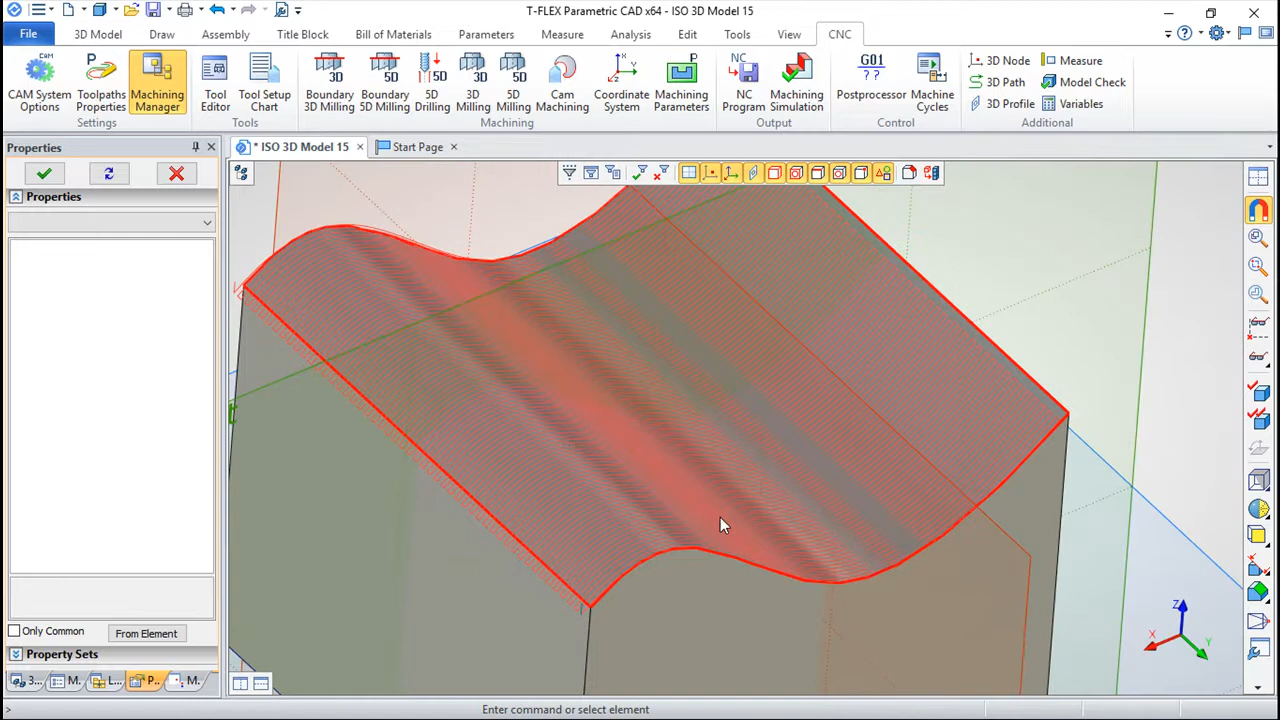 T-FLEX Parametric CAD x64 - ISO 3D Model 15
File 3D Model Draw Assembly Title Block Bill of Materials Parameters Measure Analysis Edit Tools View CNC
CAM System Options
Toolpaths Properties
Machining Manager
Tool Editor
Tool Setup Chart
Boundary 3D Milling
Boundary 5D Milling
5D Drilling
3D Milling
5D Milling
Cam Machining
Coordinate System
Machining Parameters
NC Program
Machining Simulation
G01
??
Postprocessor
Machine Cycles
3D Node
3D Path
3D Profile
Measure
Model Check
Variables
Settings Tools Machining Output Control Additional
Properties
* ISO 3D Model 15 Start Page
Properties
Only Common From Element
Property Sets
3... M. L... P.. M.
Z
X
Y
> Enter command or select element